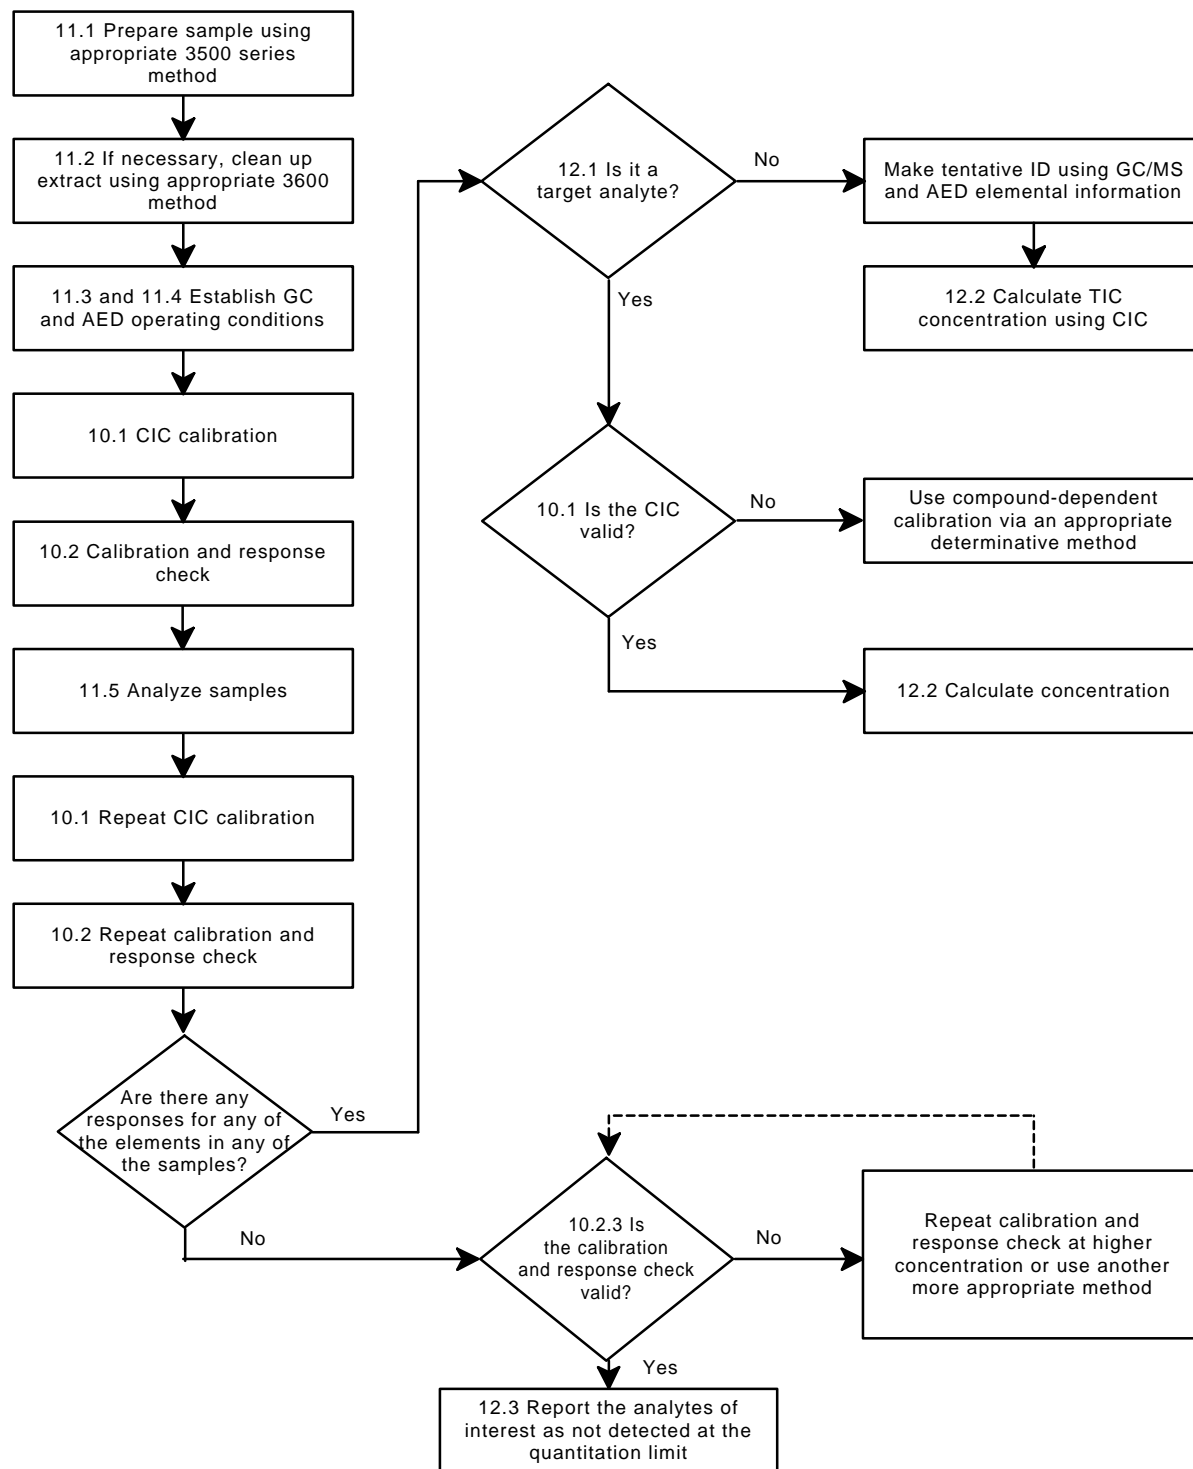 11.1 Prepare sample using
appropriate 3500 series
method
11.2 If necessary, clean up
extract using appropriate 3600
method
11.3 and 11.4 Establish GC
and AED operating conditions
10.1 CIC calibration
10.2 Calibration and response
check
11.5 Analyze samples
10.1 Repeat CIC calibration
10.2 Repeat calibration and
response check
Are there any
responses for any of
the elements in any of
the samples?
Yes
No
12.1 Is it a
target analyte?
No
Make tentative ID using GC/MS
and AED elemental information
12.2 Calculate TIC
concentration using CIC
Yes
10.1 Is the CIC
valid?
No
Use compound-dependent
calibration via an appropriate
determinative method
Yes
12.2 Calculate concentration
10.2.3 Is
the calibration
and response check
valid?
No
Repeat calibration and
response check at higher
concentration or use another
more appropriate method
Yes
12.3 Report the analytes of
interest as not detected at the
quantitation limit